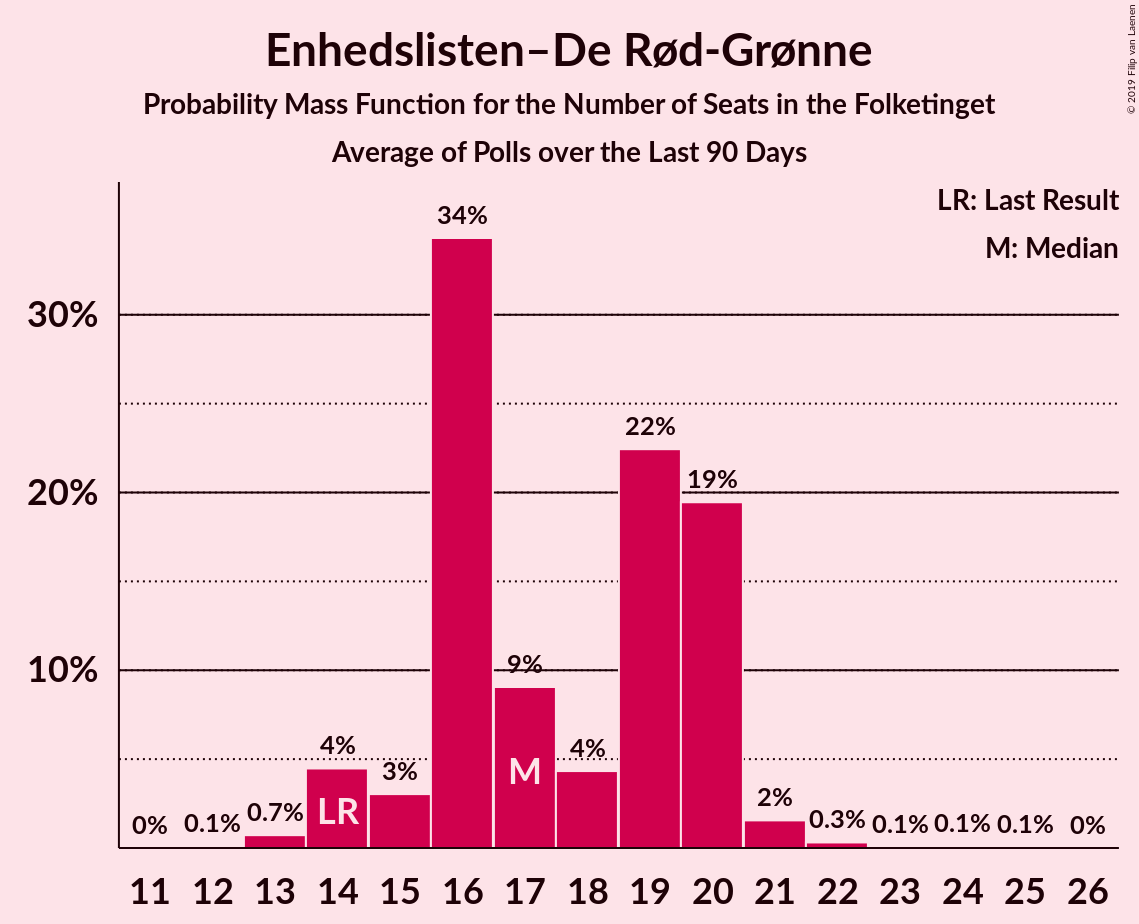 Enhedslisten–De Rød-Grønne
Probability Mass Function for the Number of Seats in the Folketinget
Average of Polls over the Last 90 Days
© 2019 Filip van Laenen
LR: Last Result
M: Median
30%
20%
10%
0%
0.1%
0.7%
4%
3%
34%
9%
4%
22%
19%
2%
0.3%
0.1%
0.1%
0.1%
0%
LR
M
11 12 13 14 15 16 17 18 19 20 21 22 23 24 25 26